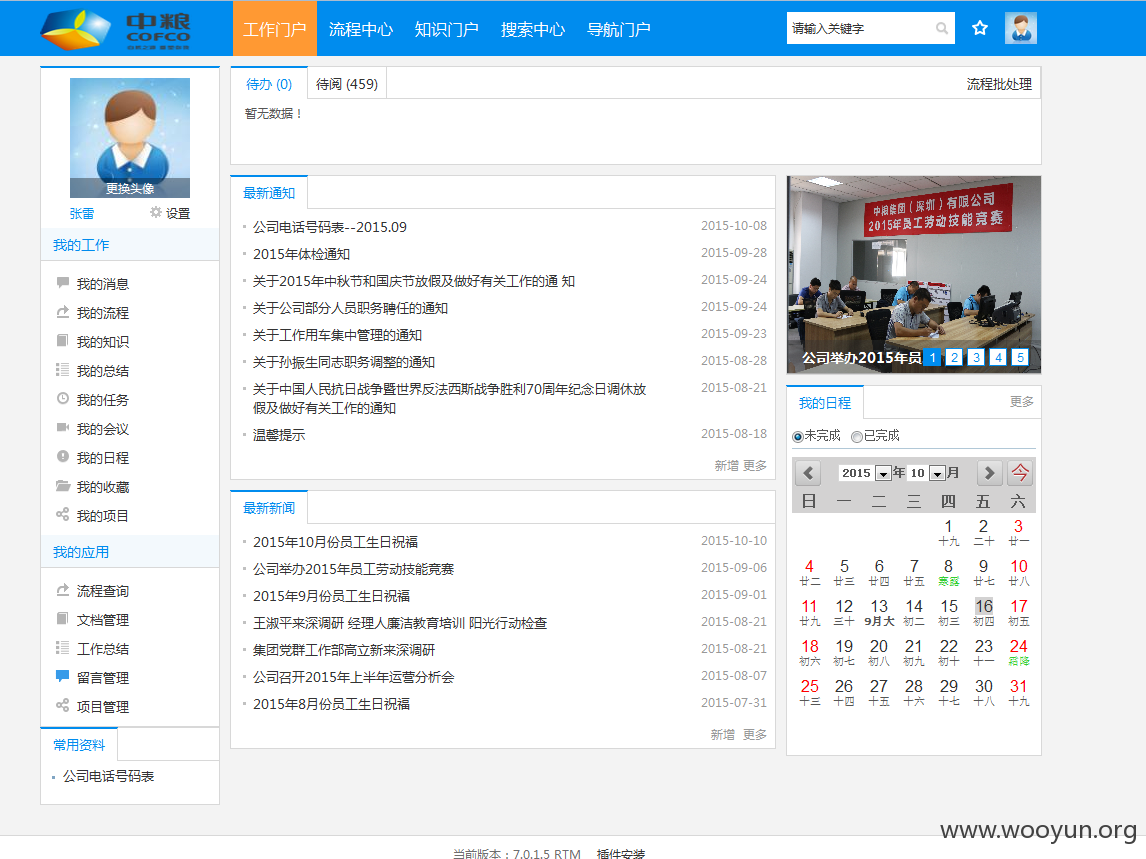 中粮 COFCO
工作门户 流程中心 知识门户 搜索中心 导航门户
请输入关键字
更换头像
张雷 设置
我的工作
我的消息
我的流程
我的知识
我的总结
我的任务
我的会议
我的日程
我的收藏
我的项目
我的应用
流程查询
文档管理
工作总结
留言管理
项目管理
常用资料
公司电话号码表
待办 (0) 待阅 (459) 流程批处理
暂无数据！
最新通知
公司电话号码表--2015.09 2015-10-08
2015年体检通知 2015-09-28
关于2015年中秋节和国庆节放假及做好有关工作的通 知 2015-09-24
关于公司部分人员职务聘任的通知 2015-09-24
关于工作用车集中管理的通知 2015-09-23
关于孙振生同志职务调整的通知 2015-08-28
关于中国人民抗日战争暨世界反法西斯战争胜利70周年纪念日调休放 2015-08-21
假及做好有关工作的通知
温馨提示 2015-08-18
新增 更多
最新新闻
2015年10月份员工生日祝福 2015-10-10
公司举办2015年员工劳动技能竞赛 2015-09-06
2015年9月份员工生日祝福 2015-09-01
王淑平来深调研 经理人廉洁教育培训 阳光行动检查 2015-08-21
集团党群工作部高立新来深调研 2015-08-21
公司召开2015年上半年运营分析会 2015-08-07
2015年8月份员工生日祝福 2015-07-31
新增 更多
中粮集团（深圳）有限公司
2015年员工劳动技能竞赛
公司举办2015年员 1 2 3 4 5
我的日程 更多
未完成 已完成
2015 年 10 月 今
日 一 二 三 四 五 六
1 2 3
十九 二十 廿一
4 5 6 7 8 9 10
廿二 廿三 廿四 廿五 寒露 廿七 廿八
11 12 13 14 15 16 17
廿九 三十 9月大 初二 初三 初四 初五
18 19 20 21 22 23 24
初六 初七 初八 初九 初十 十一 霜降
25 26 27 28 29 30 31
十三 十四 十五 十六 十七 十八 十九
www.wooyun.org
当前版本：7.0.1.5 RTM 插件安装